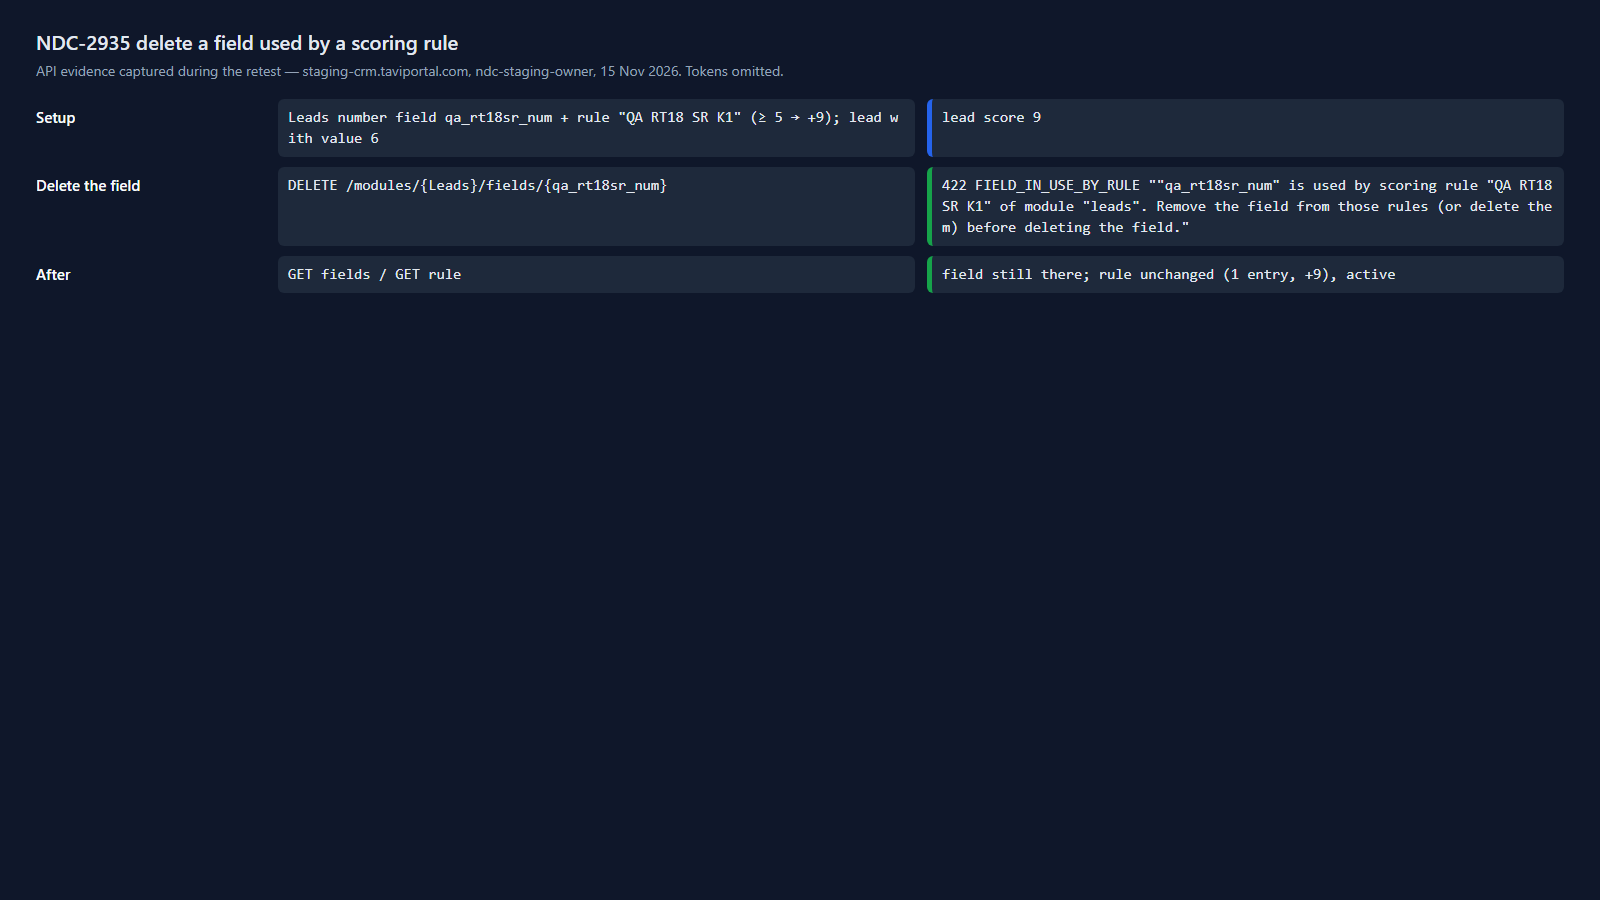 NDC-2935 delete a field used by a scoring rule
API evidence captured during the retest — staging-crm.taviportal.com, ndc-staging-owner, 15 Nov 2026. Tokens omitted.
Setup
Leads number field qa_rt18sr_num + rule "QA RT18 SR K1" (≥ 5 → +9); lead w
ith value 6
lead score 9
Delete the field
DELETE /modules/{Leads}/fields/{qa_rt18sr_num}
422 FIELD_IN_USE_BY_RULE ""qa_rt18sr_num" is used by scoring rule "QA RT18
SR K1" of module "leads". Remove the field from those rules (or delete the
m) before deleting the field."
After
GET fields / GET rule
field still there; rule unchanged (1 entry, +9), active